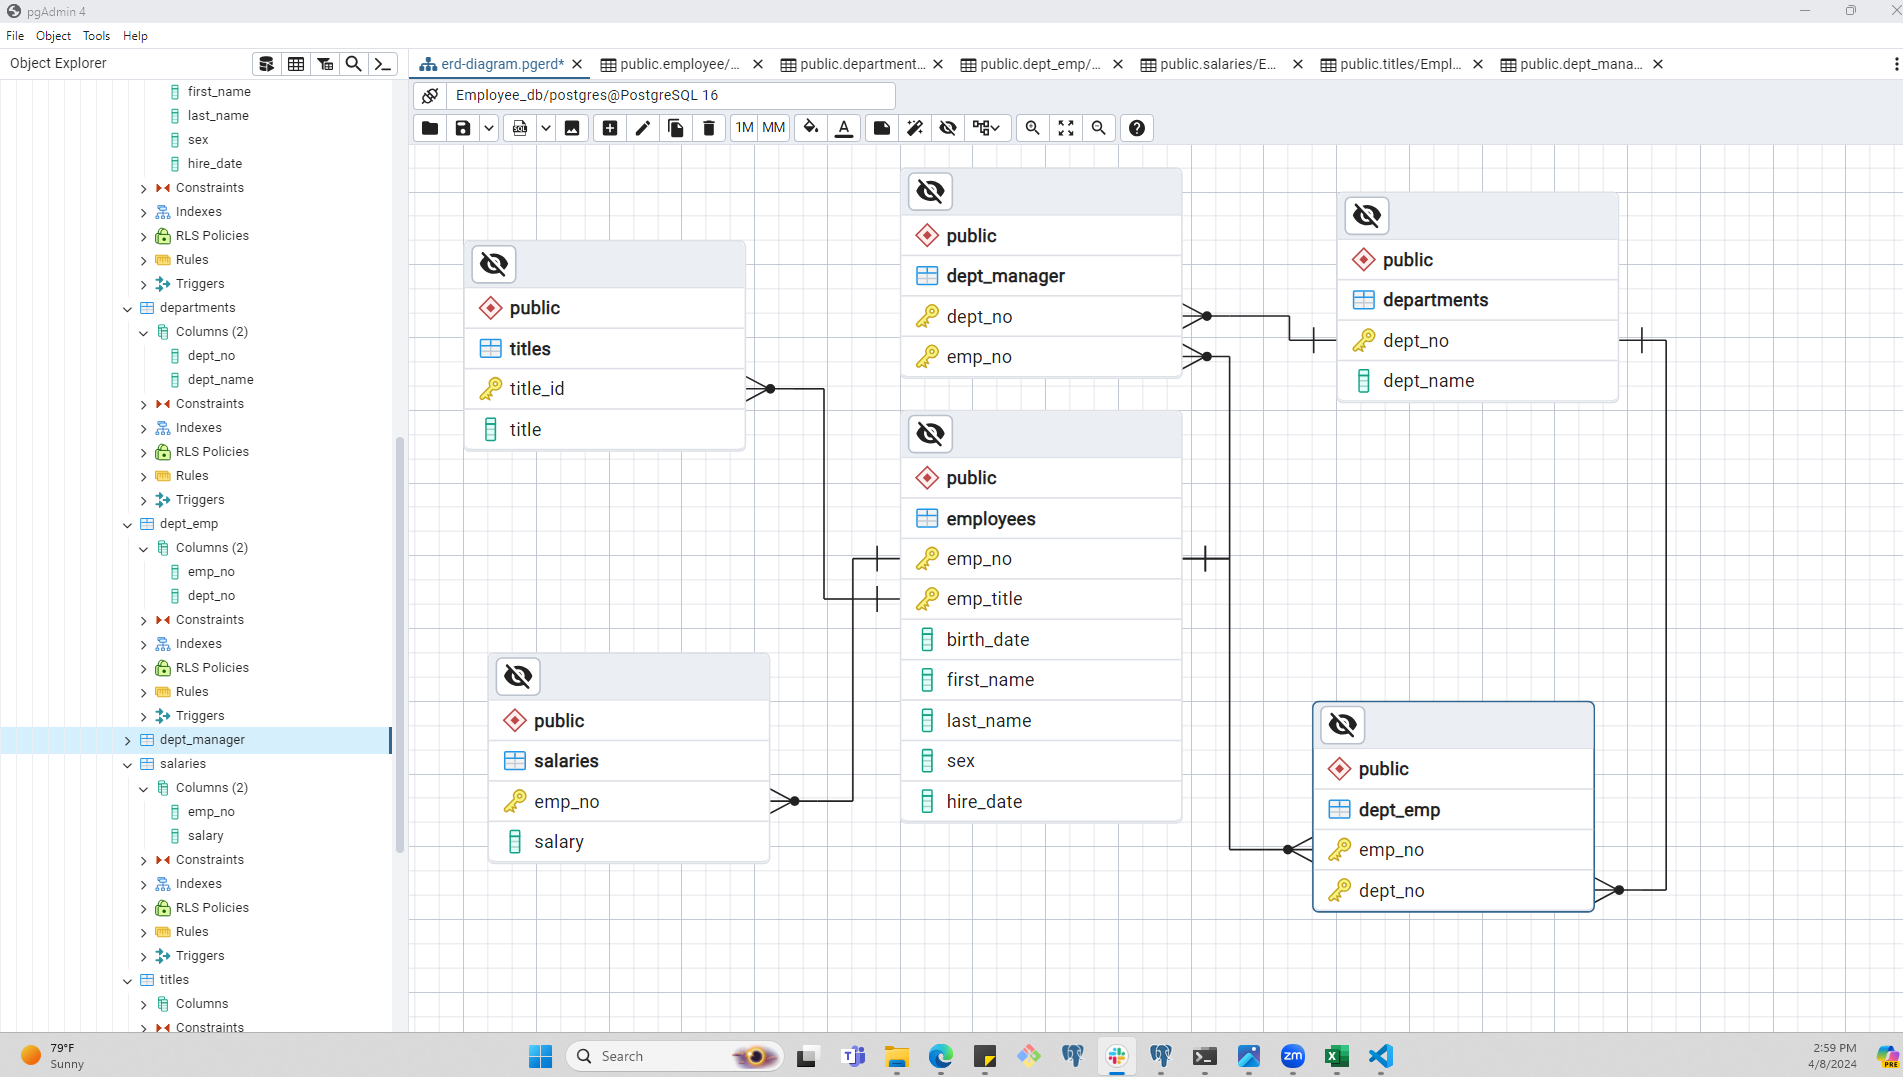 pgAdmin 4
File Object Tools Help
Object Explorer
erd-diagram.pgerd*
public.employee/...
public.department...
public.dept_emp/...
public.salaries/E...
public.titles/Empl...
public.dept_mana...
Employee_db/postgres@PostgreSQL 16
SQL
1M MM
A
first_name
last_name
sex
hire_date
Constraints
Indexes
RLS Policies
Rules
Triggers
departments
Columns (2)
dept_no
dept_name
Constraints
Indexes
RLS Policies
Rules
Triggers
dept_emp
Columns (2)
emp_no
dept_no
Constraints
Indexes
RLS Policies
Rules
Triggers
dept_manager
salaries
Columns (2)
emp_no
salary
Constraints
Indexes
RLS Policies
Rules
Triggers
titles
Columns
Constraints
public
titles
title_id
title
public
dept_manager
dept_no
emp_no
public
departments
dept_no
dept_name
public
employees
emp_no
emp_title
birth_date
first_name
last_name
sex
hire_date
public
salaries
emp_no
salary
public
dept_emp
emp_no
dept_no
79°F
Sunny
Search
zm
2:59 PM
4/8/2024
PRE